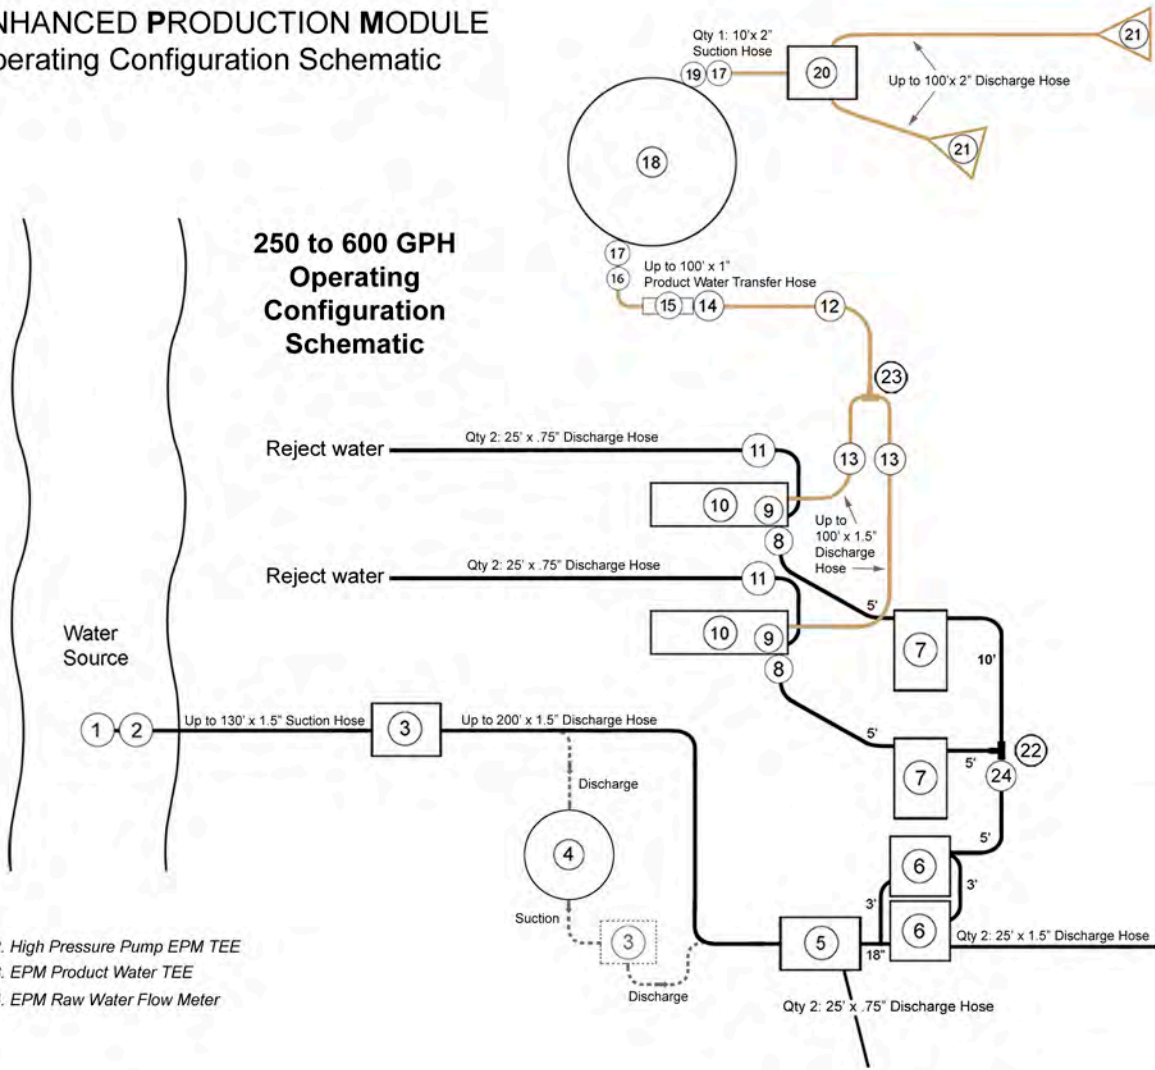 NHANCED PRODUCTION MODULE
perating Configuration Schematic
250 to 600 GPH
Operating
Configuration
Schematic
Qty 1: 10'x 2"
Suction Hose
19
17
20
21
Up to 100'x 2" Discharge Hose
21
18
17
16
Up to 100' x 1"
Product Water Transfer Hose
15
14
12
23
Reject water
Qty 2: 25' x .75" Discharge Hose
11
13
13
10
9
8
Up to
100' x 1.5"
Discharge
Hose
Reject water
Qty 2: 25' x .75" Discharge Hose
11
10
9
8
5'
7
10'
Water
Source
1
2
Up to 130' x 1.5" Suction Hose
3
Up to 200' x 1.5" Discharge Hose
5'
7
5'
22
24
Discharge
4
5'
6
3'
3'
Suction
3
Discharge
5
18"
6
Qty 2: 25' x 1.5" Discharge Hose
Qty 2: 25' x .75" Discharge Hose
. High Pressure Pump EPM TEE
. EPM Product Water TEE
. EPM Raw Water Flow Meter